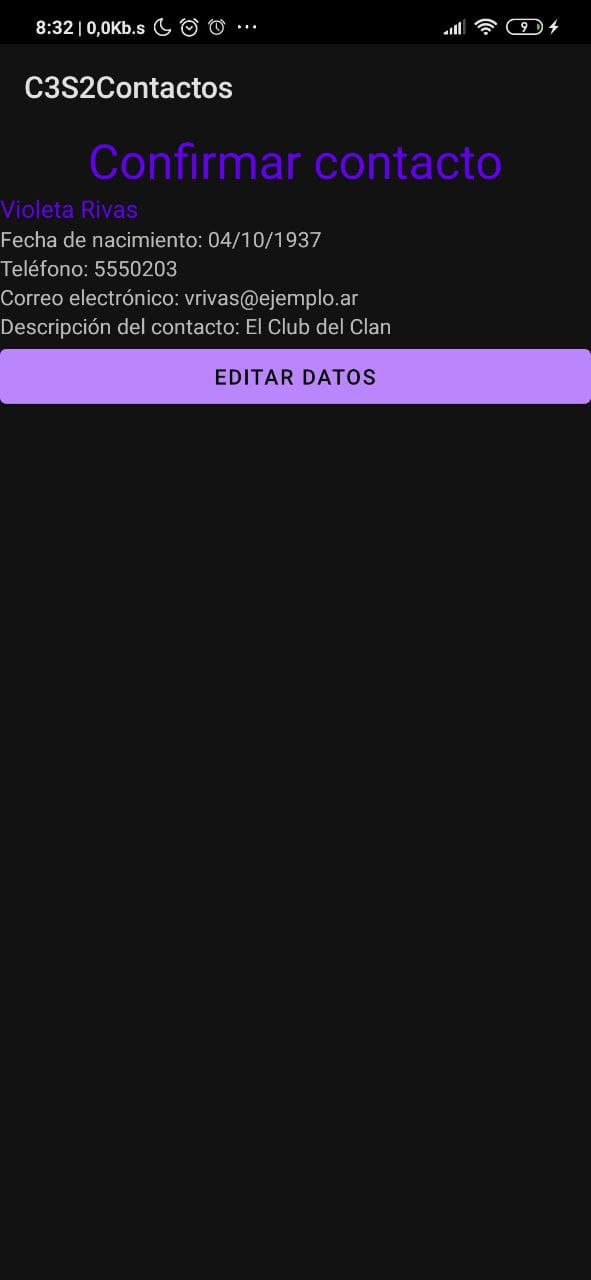 8:32 | 0,0Kb.s ... 9
C3S2Contactos
Confirmar contacto
Violeta Rivas
Fecha de nacimiento: 04/10/1937
Teléfono: 5550203
Correo electrónico: vrivas@ejemplo.ar
Descripción del contacto: El Club del Clan
EDITAR DATOS